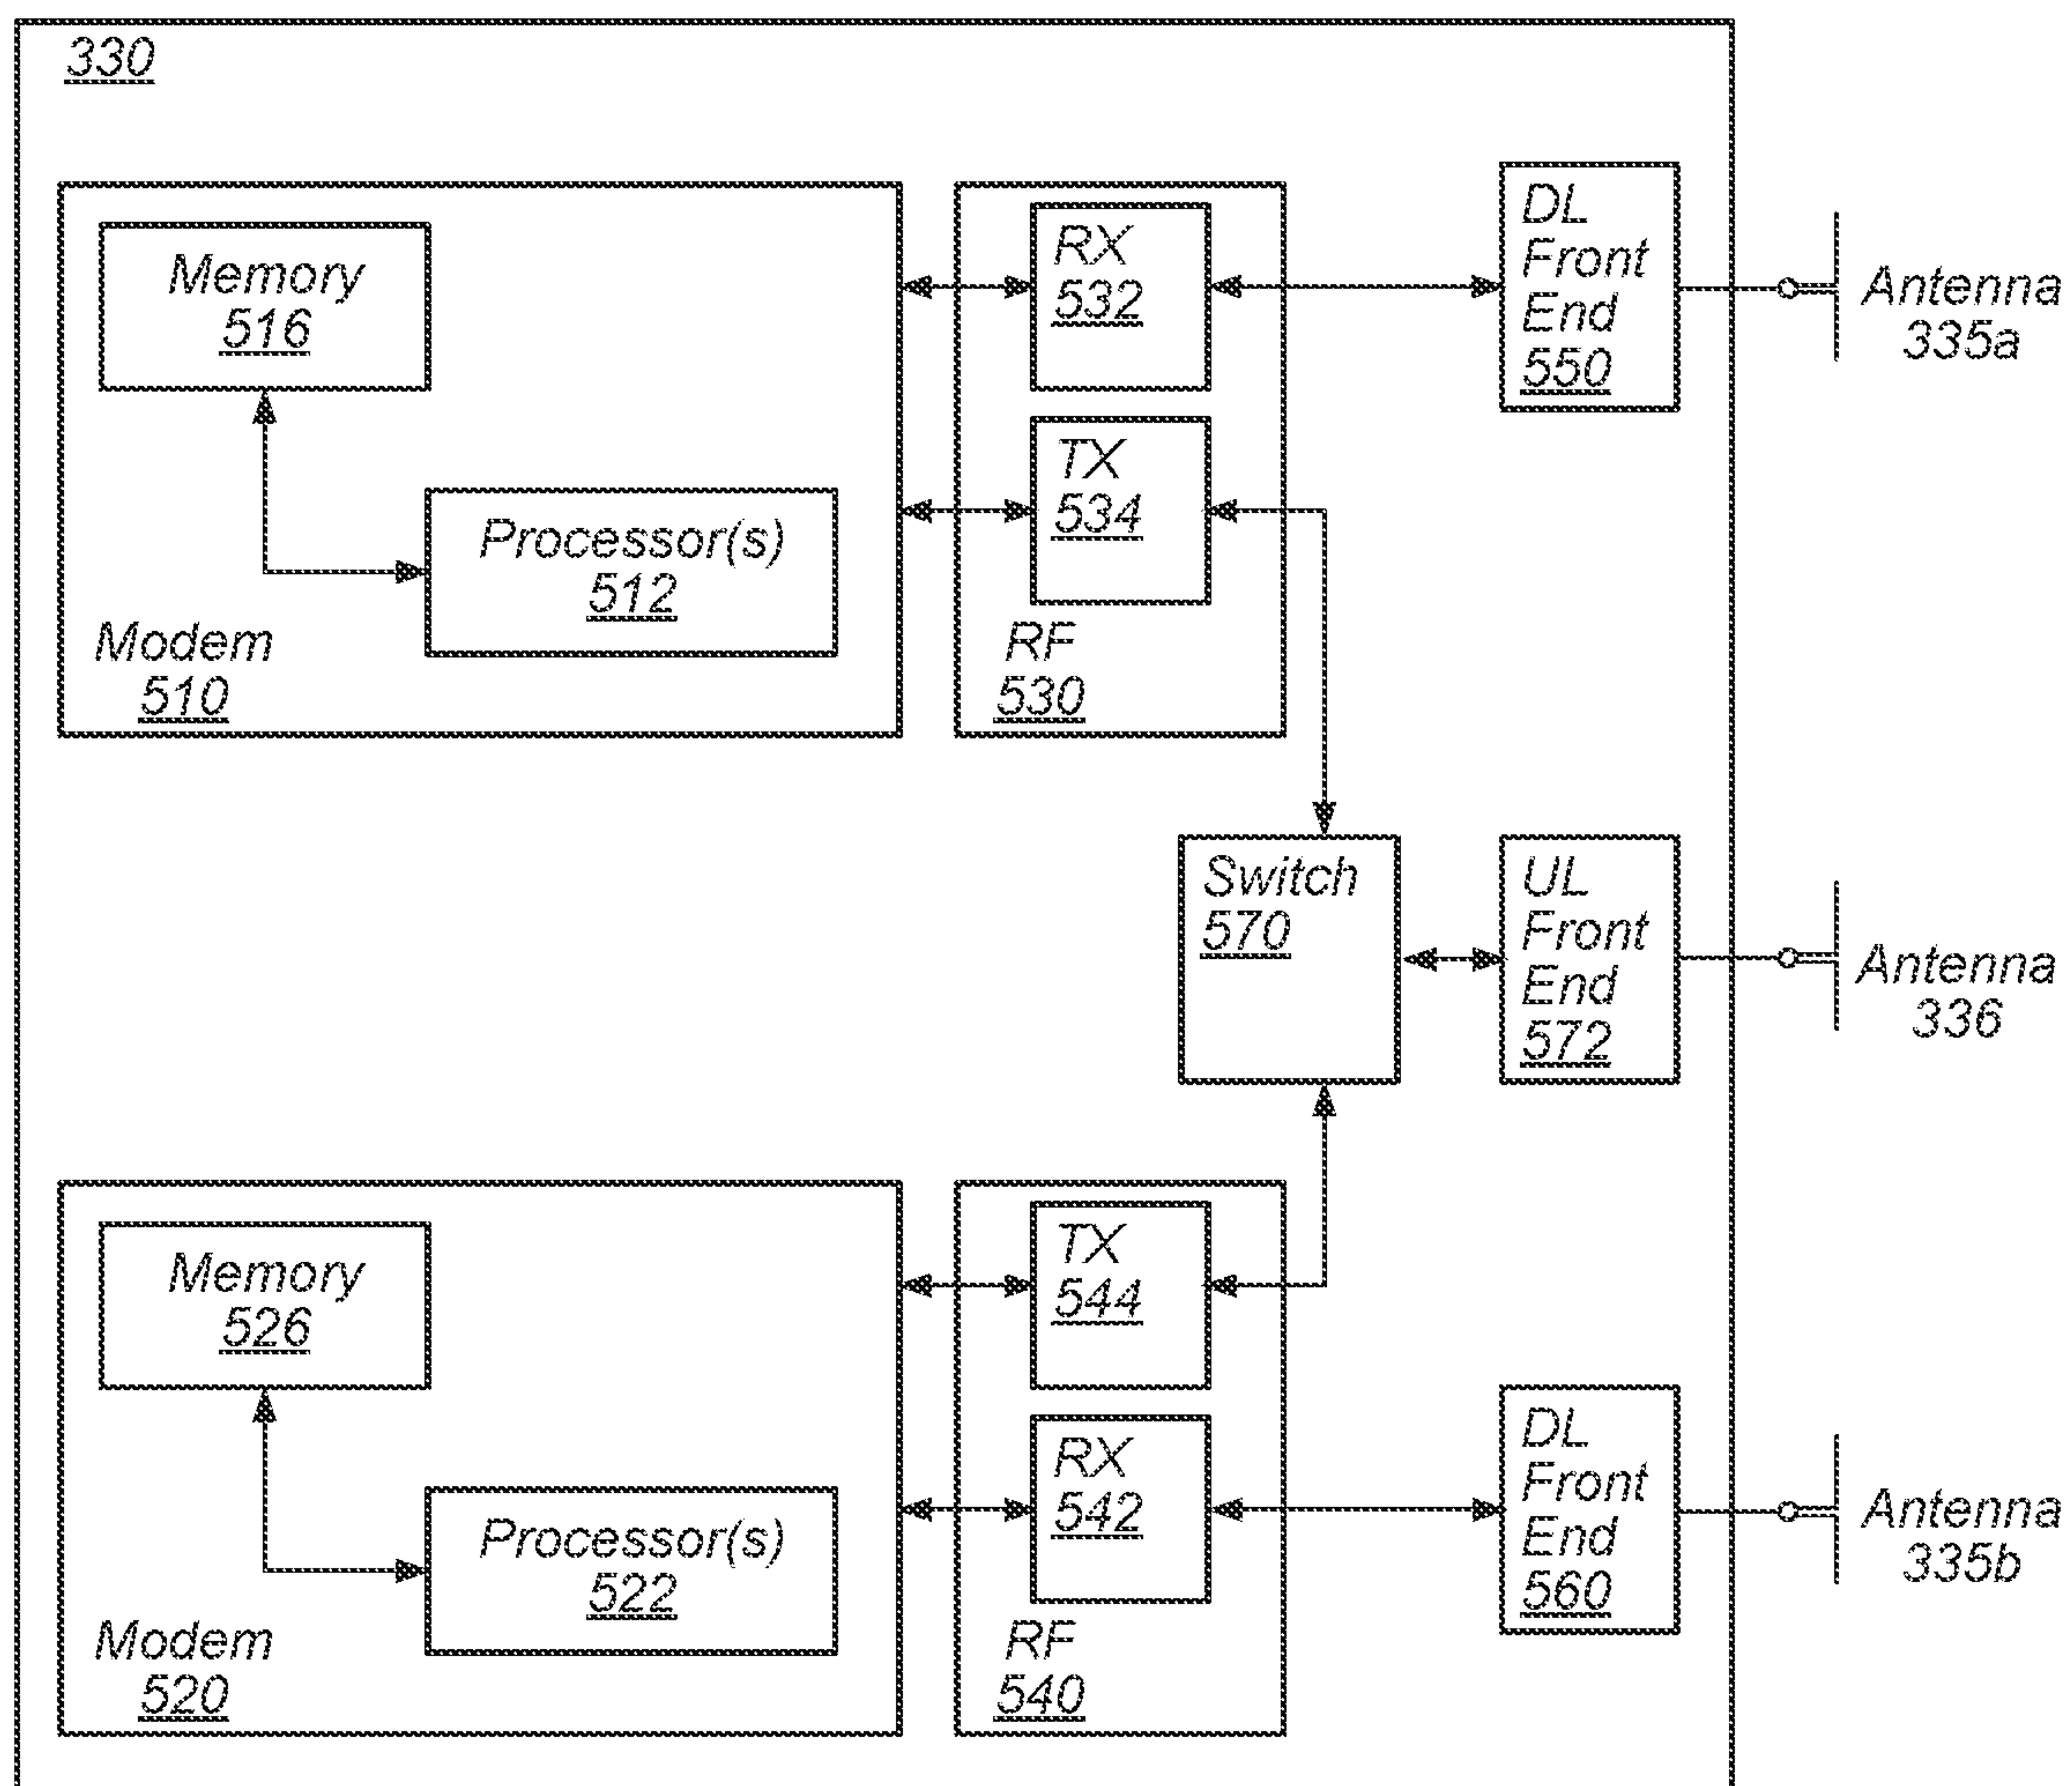 330
Memory
516
Processor(s)
512
Modem
510
RX
532
TX
534
RF
530
DL
Front
End
550
Antenna
335a
Switch
570
UL
Front
End
572
Antenna
336
Memory
526
Processor(s)
522
Modem
520
TX
544
RX
542
RF
540
DL
Front
End
560
Antenna
335b